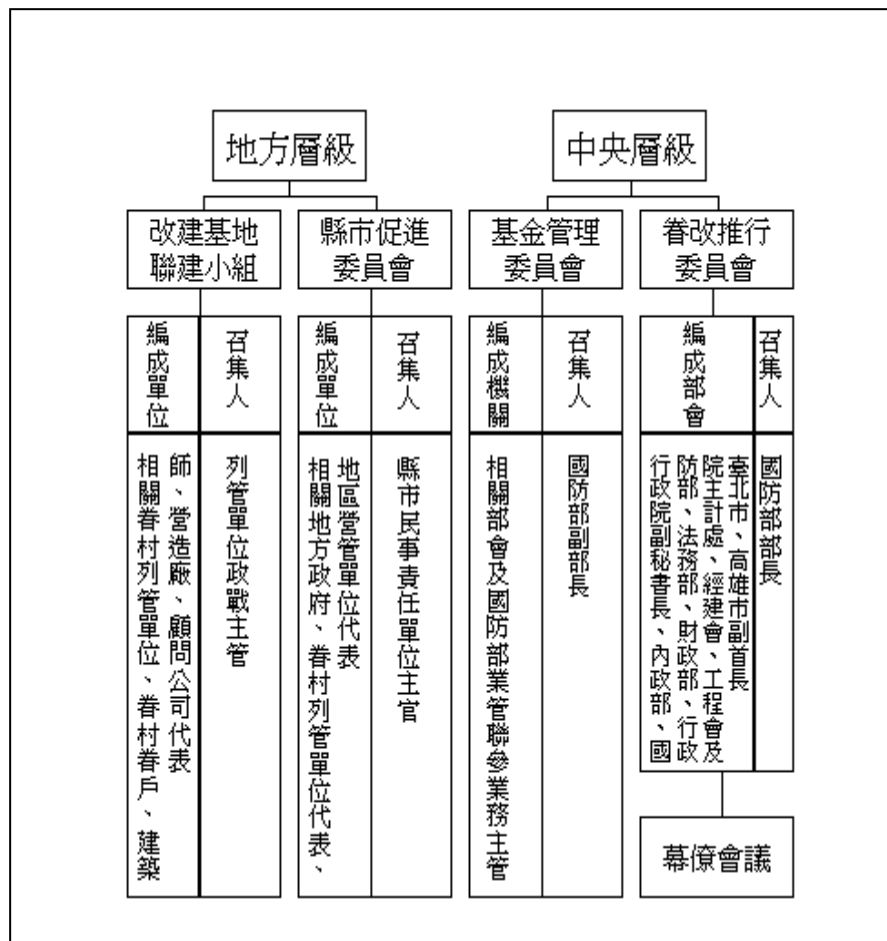 地方層級
中央層級
改建基地
聯建小組
縣市促進
委員會
基金管理
委員會
眷改推行
委員會
編成單位
召集人
編成單位
召集人
編成機關
召集人
編成部會
召集人
相關眷村列管單位、眷村眷戶、建築
師、營造廠、顧問公司代表
列管單位政戰主管
相關地方政府、眷村列管單位代表、
地區營管單位代表
縣市民事責任單位主官
相關部會及國防部業管聯參業務主管
國防部副部長
行政院副秘書長、內政部、國
防部、法務部、財政部、行政
院主計處、經建會、工程會及
臺北市、高雄市副首長
國防部部長
幕僚會議